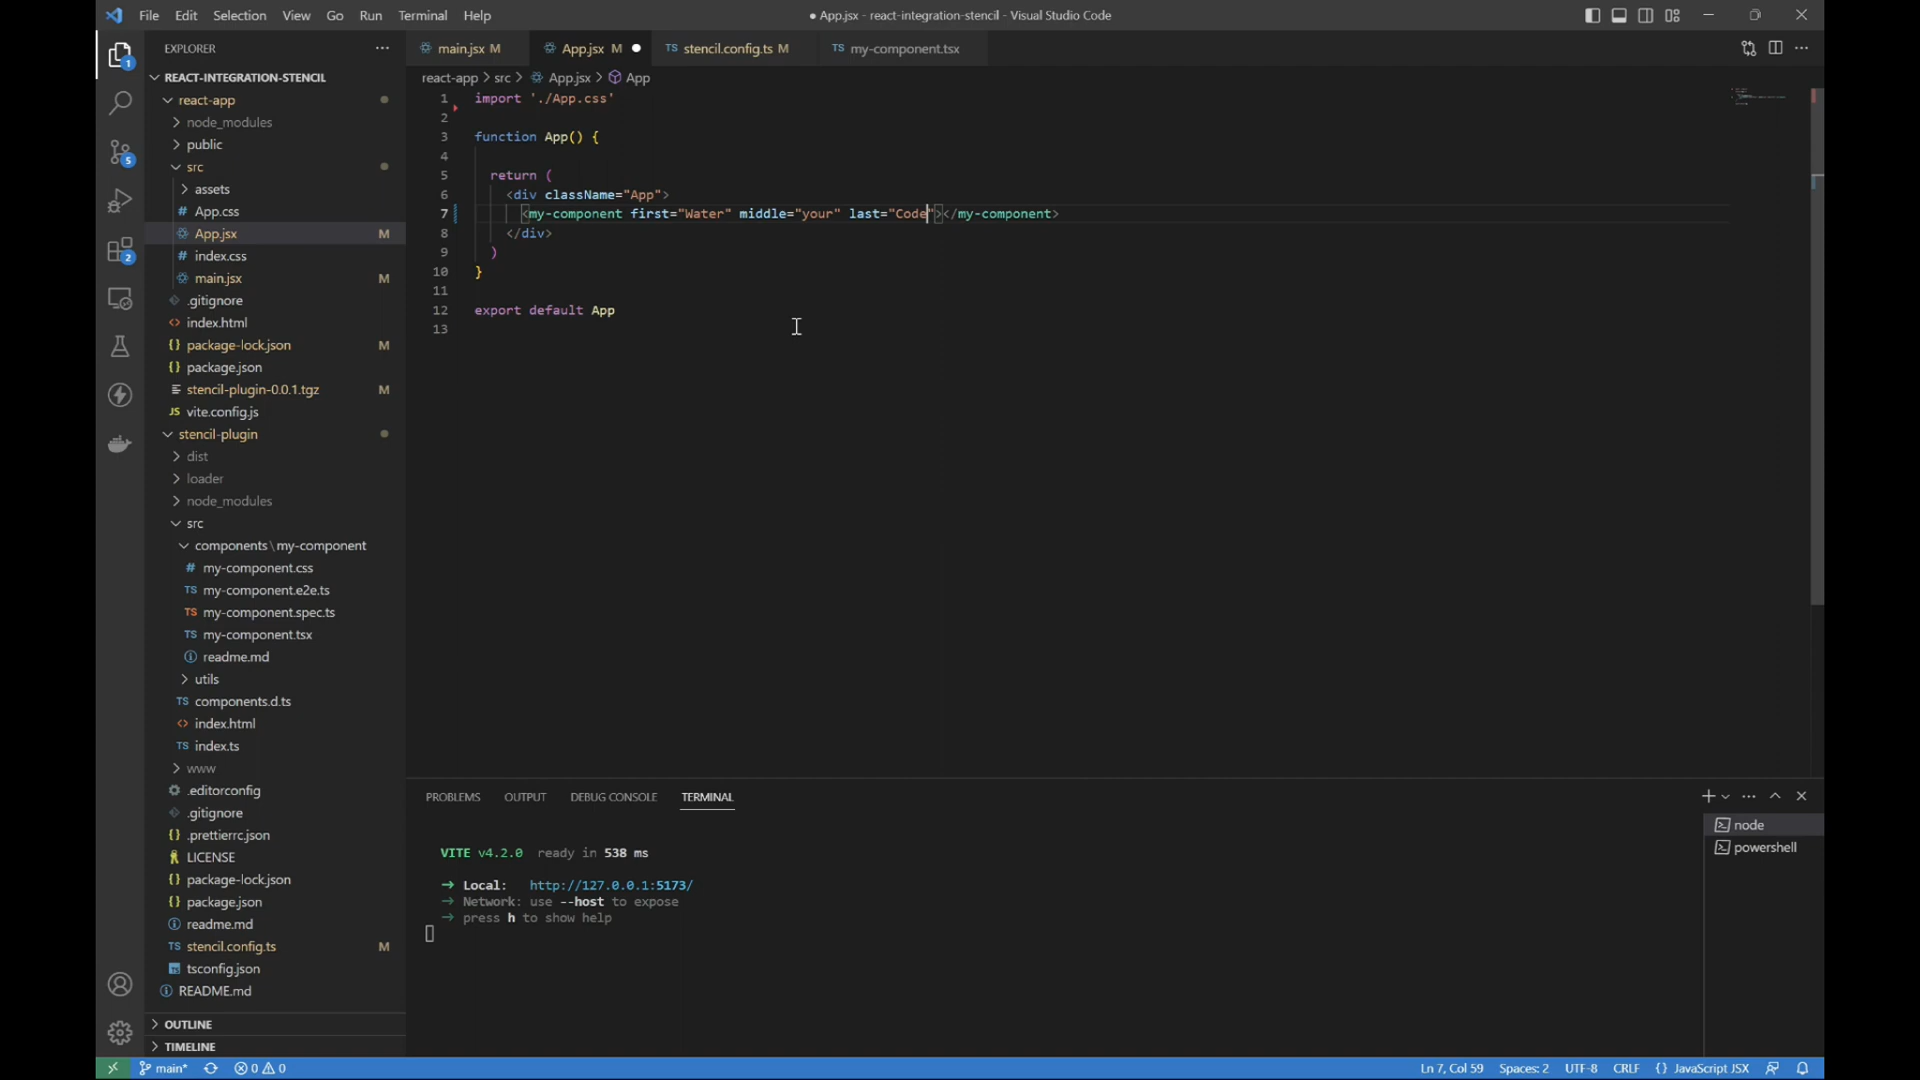 File Edit Selection View Go Run Terminal Help
● App.jsx - react-integration-stencil - Visual Studio Code
EXPLORER
REACT-INTEGRATION-STENCIL
react-app
node_modules
public
src
assets
App.css
App.jsx M
index.css
main.jsx M
.gitignore
index.html
package-lock.json M
package.json
stencil-plugin-0.0.1.tgz M
vite.config.js
stencil-plugin
dist
loader
node_modules
src
components\my-component
my-component.css
my-component.e2e.ts
my-component.spec.ts
my-component.tsx
readme.md
utils
components.d.ts
index.html
index.ts
www
.editorconfig
.gitignore
.prettierrc.json
LICENSE
package-lock.json
package.json
readme.md
stencil.config.ts M
tsconfig.json
README.md
OUTLINE
TIMELINE
1
5
2
main.jsx M App.jsx M ● TS stencil.config.ts M TS my-component.tsx
react-app > src > App.jsx > App
1 import './App.css'
2
3 function App() {
4
5 return (
6 <div className="App">
7 <my-component first="Water" middle="your" last="Code"></my-component>
8 </div>
9 )
10 }
11
12 export default App
13
PROBLEMS OUTPUT DEBUG CONSOLE TERMINAL
VITE v4.2.0 ready in 538 ms
➜ Local: http://127.0.0.1:5173/
➜ Network: use --host to expose
➜ press h to show help
node
powershell
main* 0 0 Ln 7, Col 59 Spaces: 2 UTF-8 CRLF {} JavaScript JSX